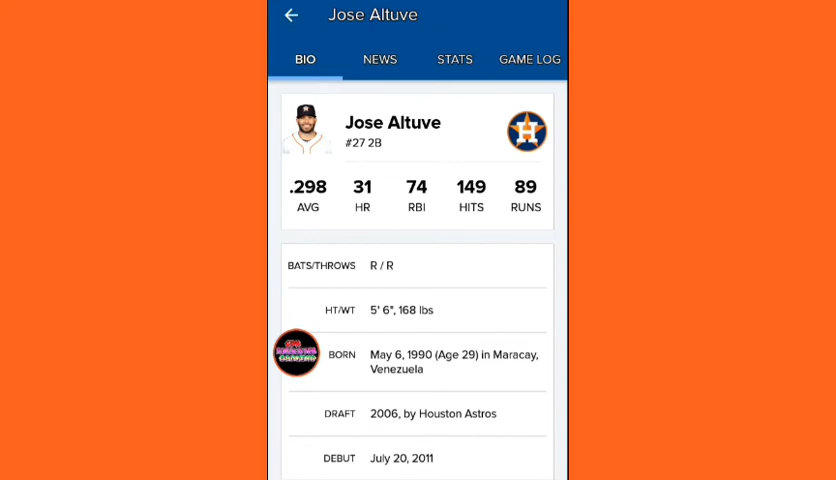 Jose Altuve
BIO NEWS STATS GAME LOG
Jose Altuve
#27 2B
H
.298 31 74 149 89
AVG HR RBI HITS RUNS
BATS/THROWS R / R
HT/WT 5' 6", 168 lbs
BORN May 6, 1990 (Age 29) in Maracay,
Venezuela
DRAFT 2006, by Houston Astros
DEBUT July 20, 2011